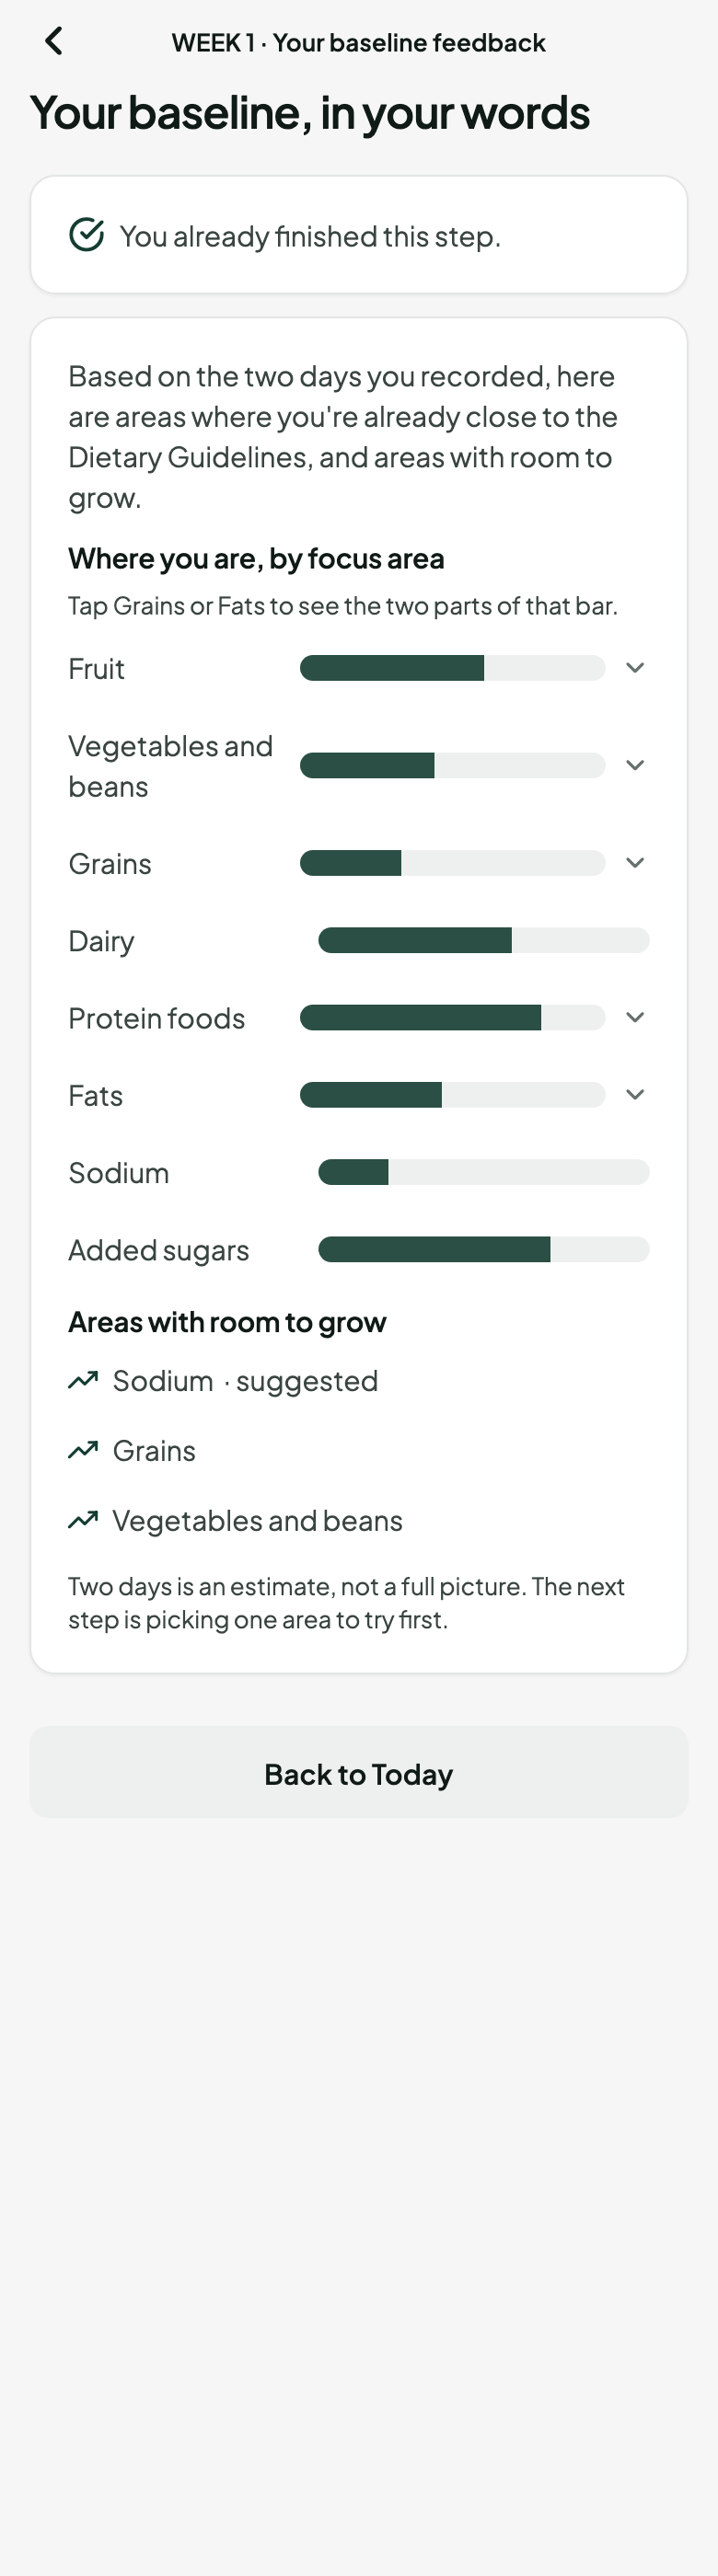 WEEK 1 · Your baseline feedback
Your baseline, in your words
You already finished this step.
Based on the two days you recorded, here
are areas where you're already close to the
Dietary Guidelines, and areas with room to
grow.
Where you are, by focus area
Tap Grains or Fats to see the two parts of that bar.
Fruit
Vegetables and
beans
Grains
Dairy
Protein foods
Fats
Sodium
Added sugars
Areas with room to grow
Sodium · suggested
Grains
Vegetables and beans
Two days is an estimate, not a full picture. The next
step is picking one area to try first.
Back to Today